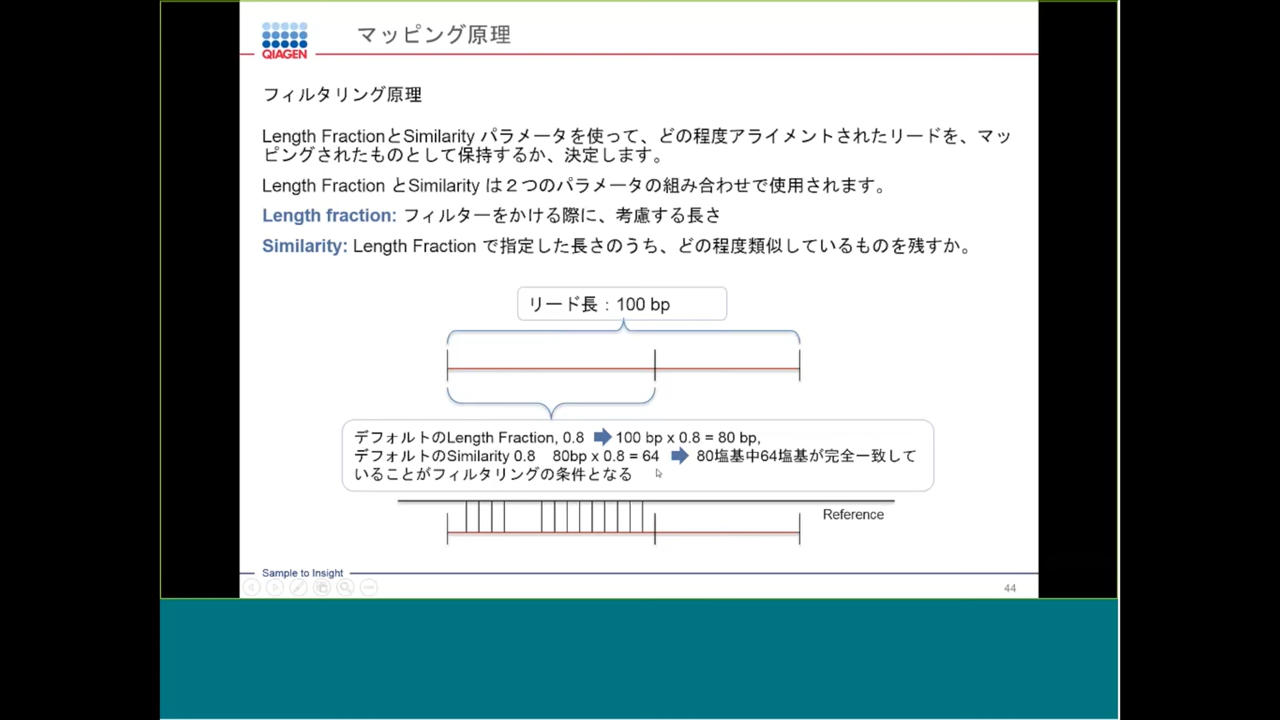 QIAGEN
マッピング原理
フィルタリング原理
Length FractionとSimilarity パラメータを使って、どの程度アライメントされたリードを、マッ
ピングされたものとして保持するか、決定します。
Length Fraction とSimilarity は２つのパラメータの組み合わせで使用されます。
Length fraction: フィルターをかける際に、考慮する長さ
Similarity: Length Fraction で指定した長さのうち、どの程度類似しているものを残すか。
リード長：100 bp
デフォルトのLength Fraction, 0.8 100 bp x 0.8 = 80 bp,
デフォルトのSimilarity 0.8 80bp x 0.8 = 64 80塩基中64塩基が完全一致して
いることがフィルタリングの条件となる
Reference
Sample to Insight
44